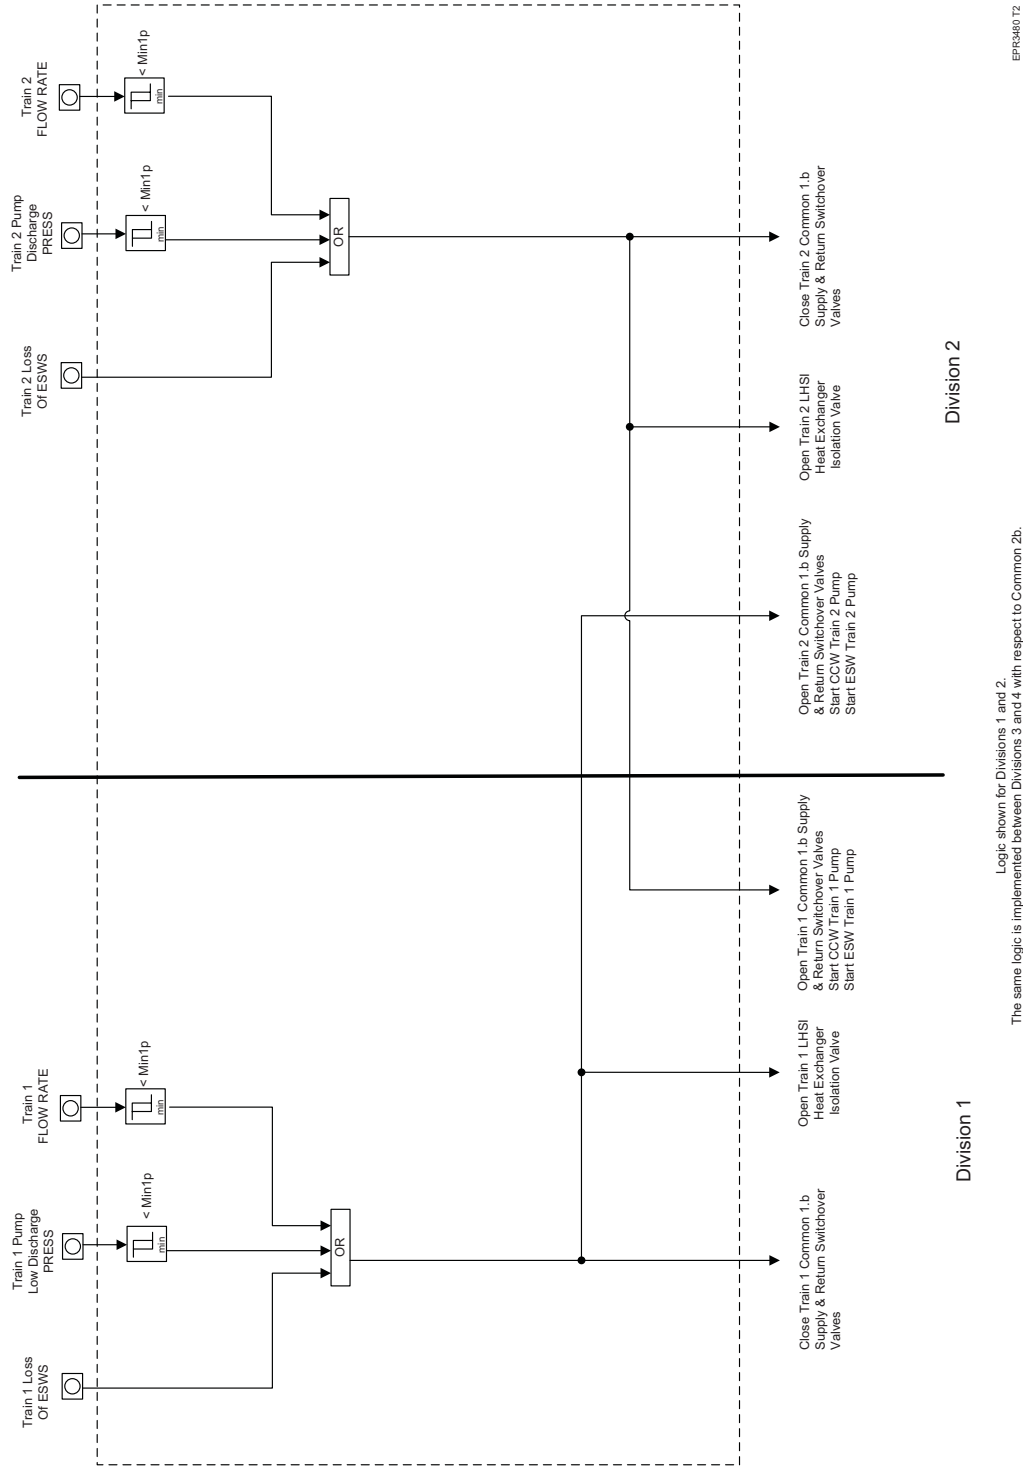 Train 1 Loss
Of ESWS
Train 1 Pump
Low Discharge
PRESS
Train 1
FLOW RATE
Train 2 Loss
Of ESWS
Train 2 Pump
Discharge
PRESS
Train 2
FLOW RATE
< Min1p
min
< Min1p
min
< Min1p
min
< Min1p
min
OR
OR
Close Train 1 Common 1.b
Supply & Return Switchover
Valves
Open Train 1 LHSI
Heat Exchanger
Isolation Valve
Open Train 1 Common 1.b Supply
& Return Switchover Valves
Start CCW Train 1 Pump
Start ESW Train 1 Pump
Open Train 2 Common 1.b Supply
& Return Switchover Valves
Start CCW Train 2 Pump
Start ESW Train 2 Pump
Open Train 2 LHSI
Heat Exchanger
Isolation Valve
Close Train 2 Common 1.b
Supply & Return Switchover
Valves
Division 1
Division 2
Logic shown for Divisions 1 and 2.
The same logic is implemented between Divisions 3 and 4 with respect to Common 2b.
EPR3480 T2